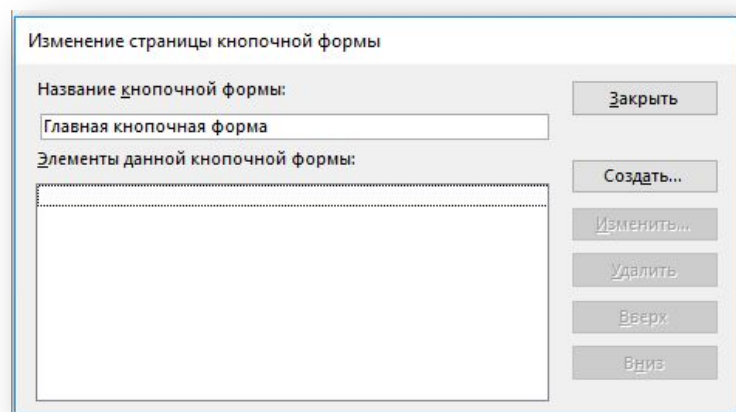 Изменение страницы кнопочной формы
Название кнопочной формы:
Закрыть
Главная кнопочная форма
Элементы данной кнопочной формы:
Создать...
Изменить...
Удалить
Вверх
Вниз